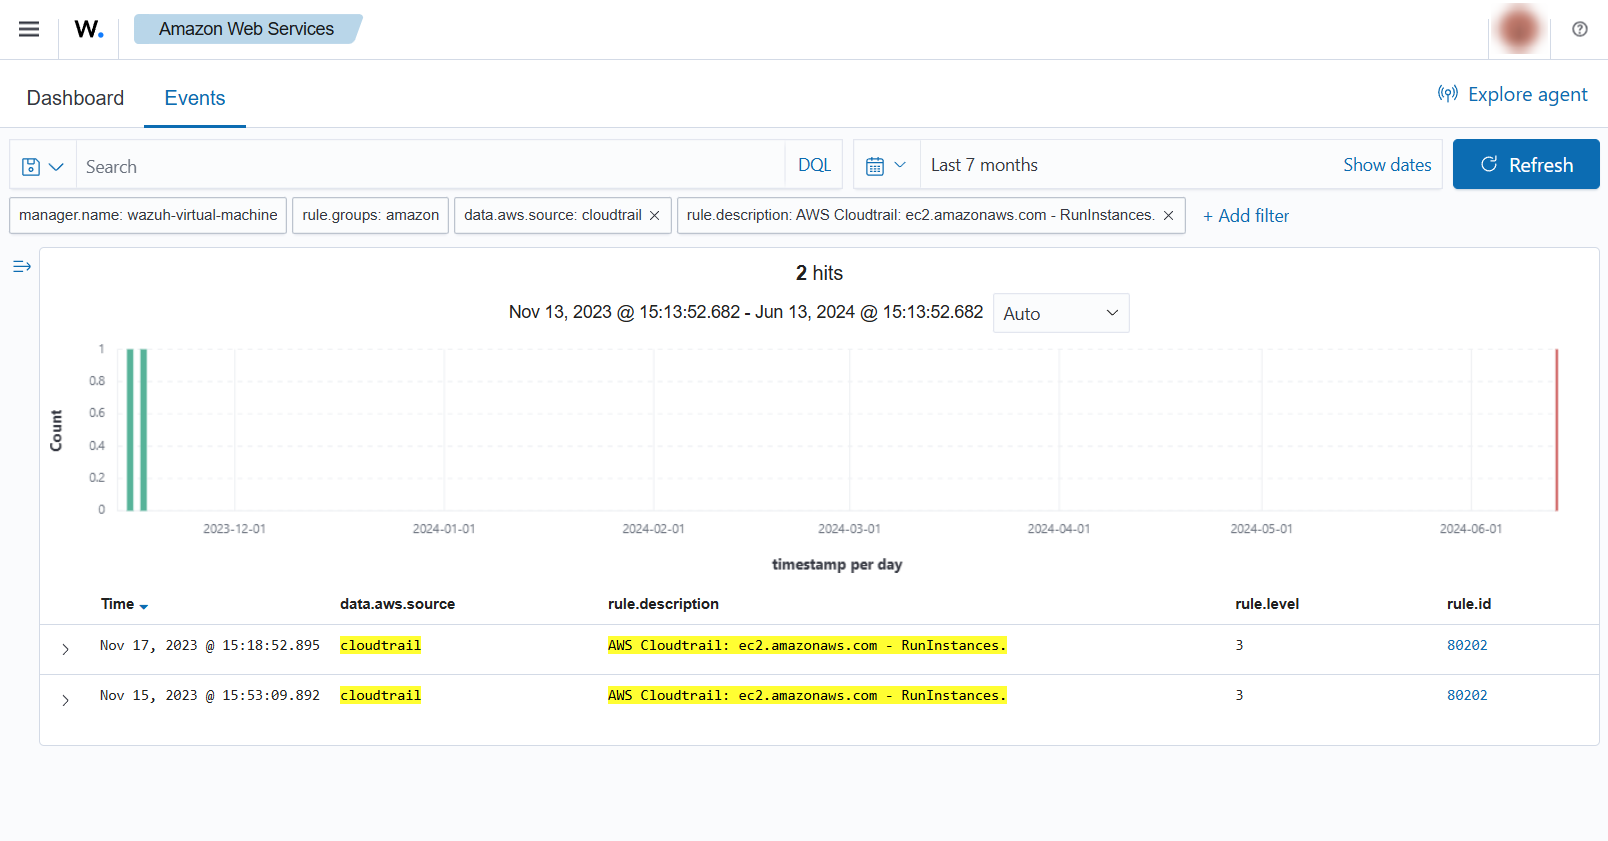 W. Amazon Web Services
Dashboard Events Explore agent
Search DQL Last 7 months Show dates Refresh
manager.name: wazuh-virtual-machine rule.groups: amazon data.aws.source: cloudtrail × rule.description: AWS Cloudtrail: ec2.amazonaws.com - RunInstances. × + Add filter
2 hits
Nov 13, 2023 @ 15:13:52.682 - Jun 13, 2024 @ 15:13:52.682 Auto
1
0.8
0.6
0.4
0.2
0
Count
2023-12-01 2024-01-01 2024-02-01 2024-03-01 2024-04-01 2024-05-01 2024-06-01
timestamp per day
Time data.aws.source rule.description rule.level rule.id
Nov 17, 2023 @ 15:18:52.895 cloudtrail AWS Cloudtrail: ec2.amazonaws.com - RunInstances. 3 80202
Nov 15, 2023 @ 15:53:09.892 cloudtrail AWS Cloudtrail: ec2.amazonaws.com - RunInstances. 3 80202